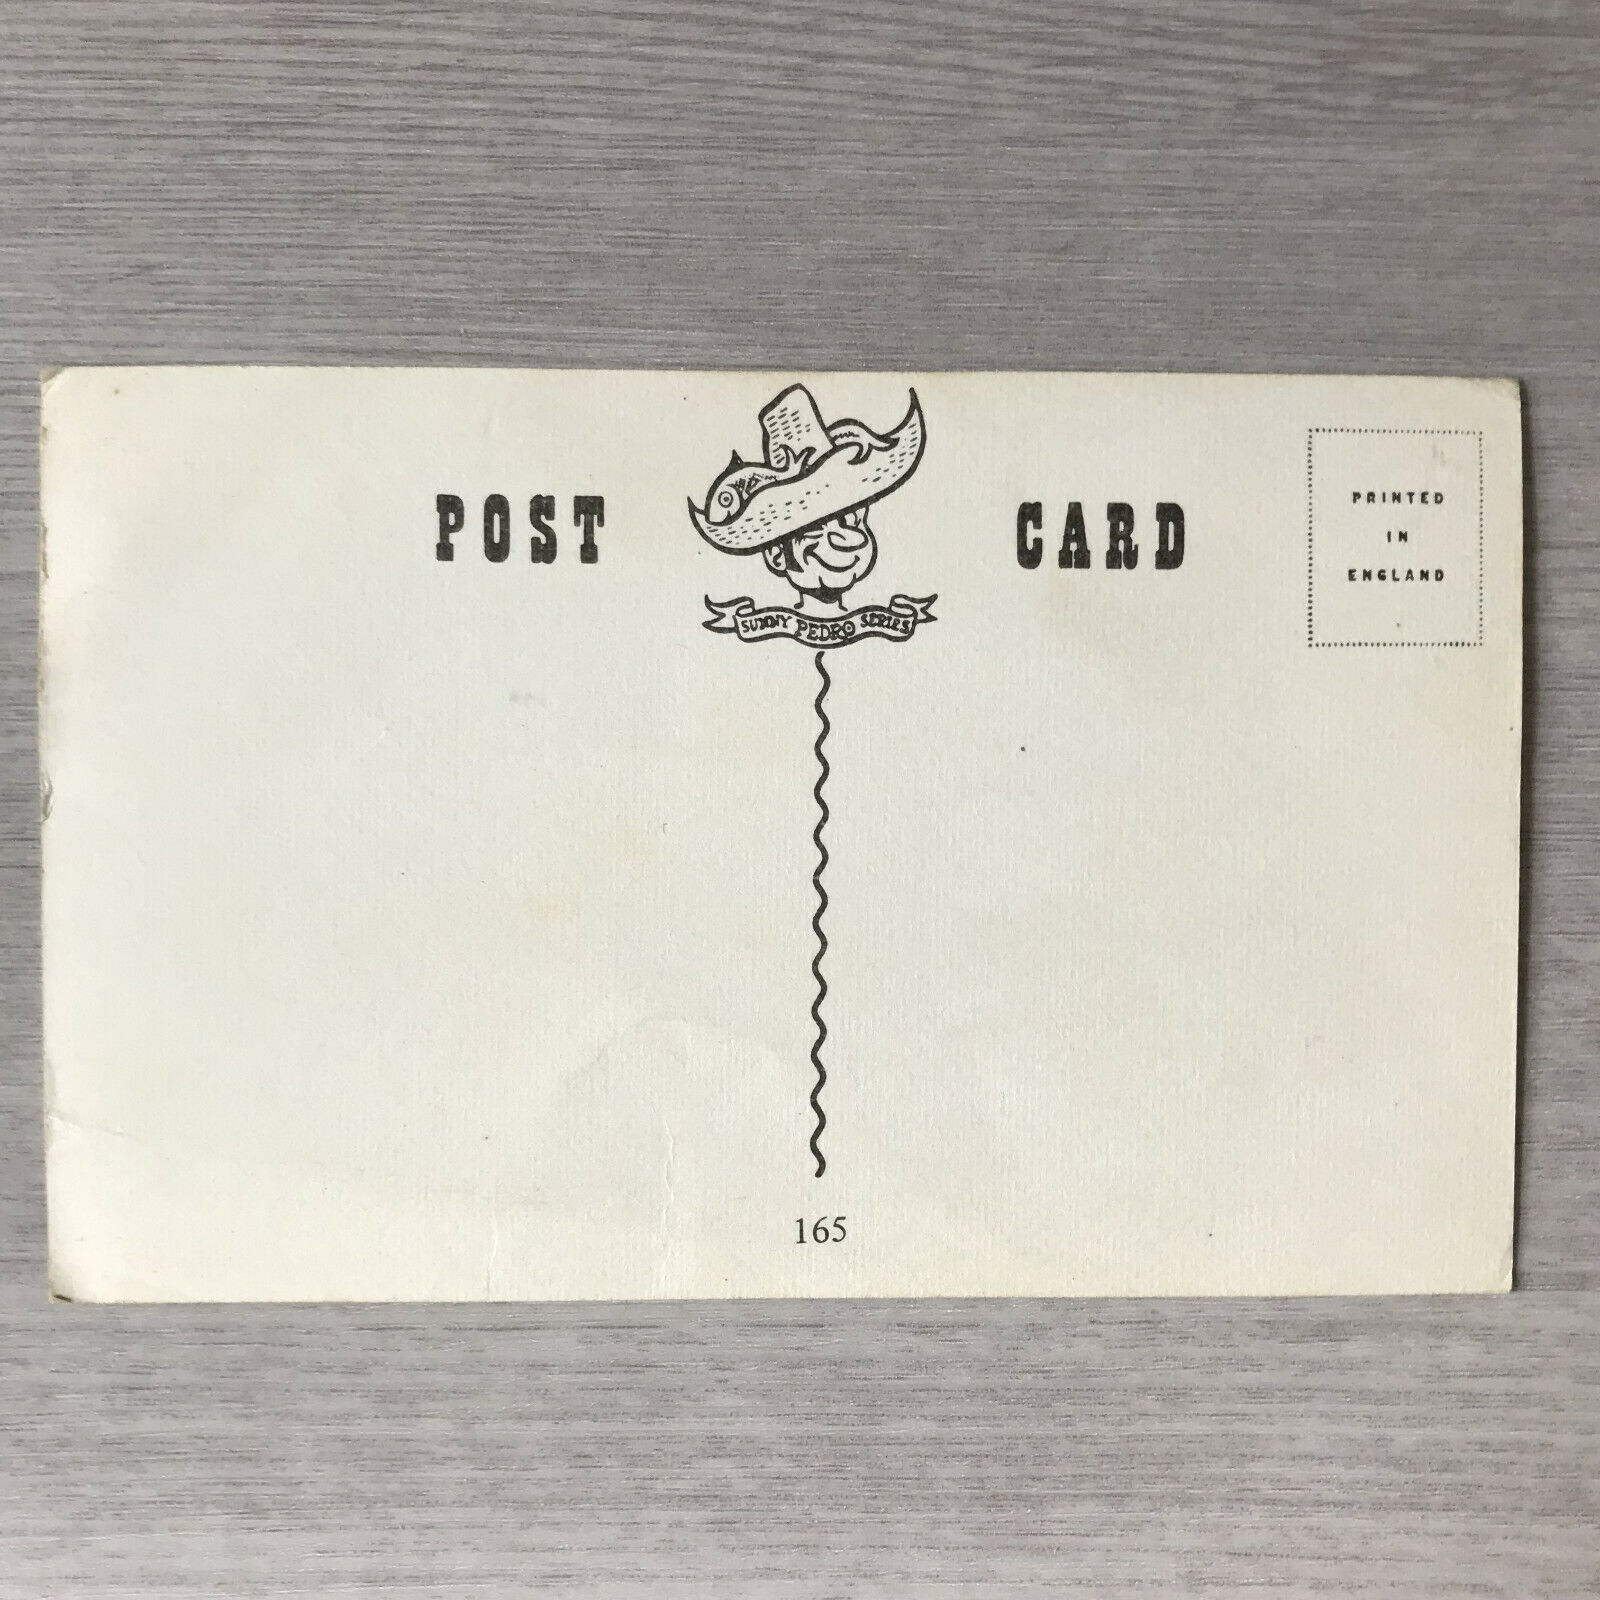 POST CARD
PRINTED
IN
ENGLAND
SUNNY PEDRO SERIES
165